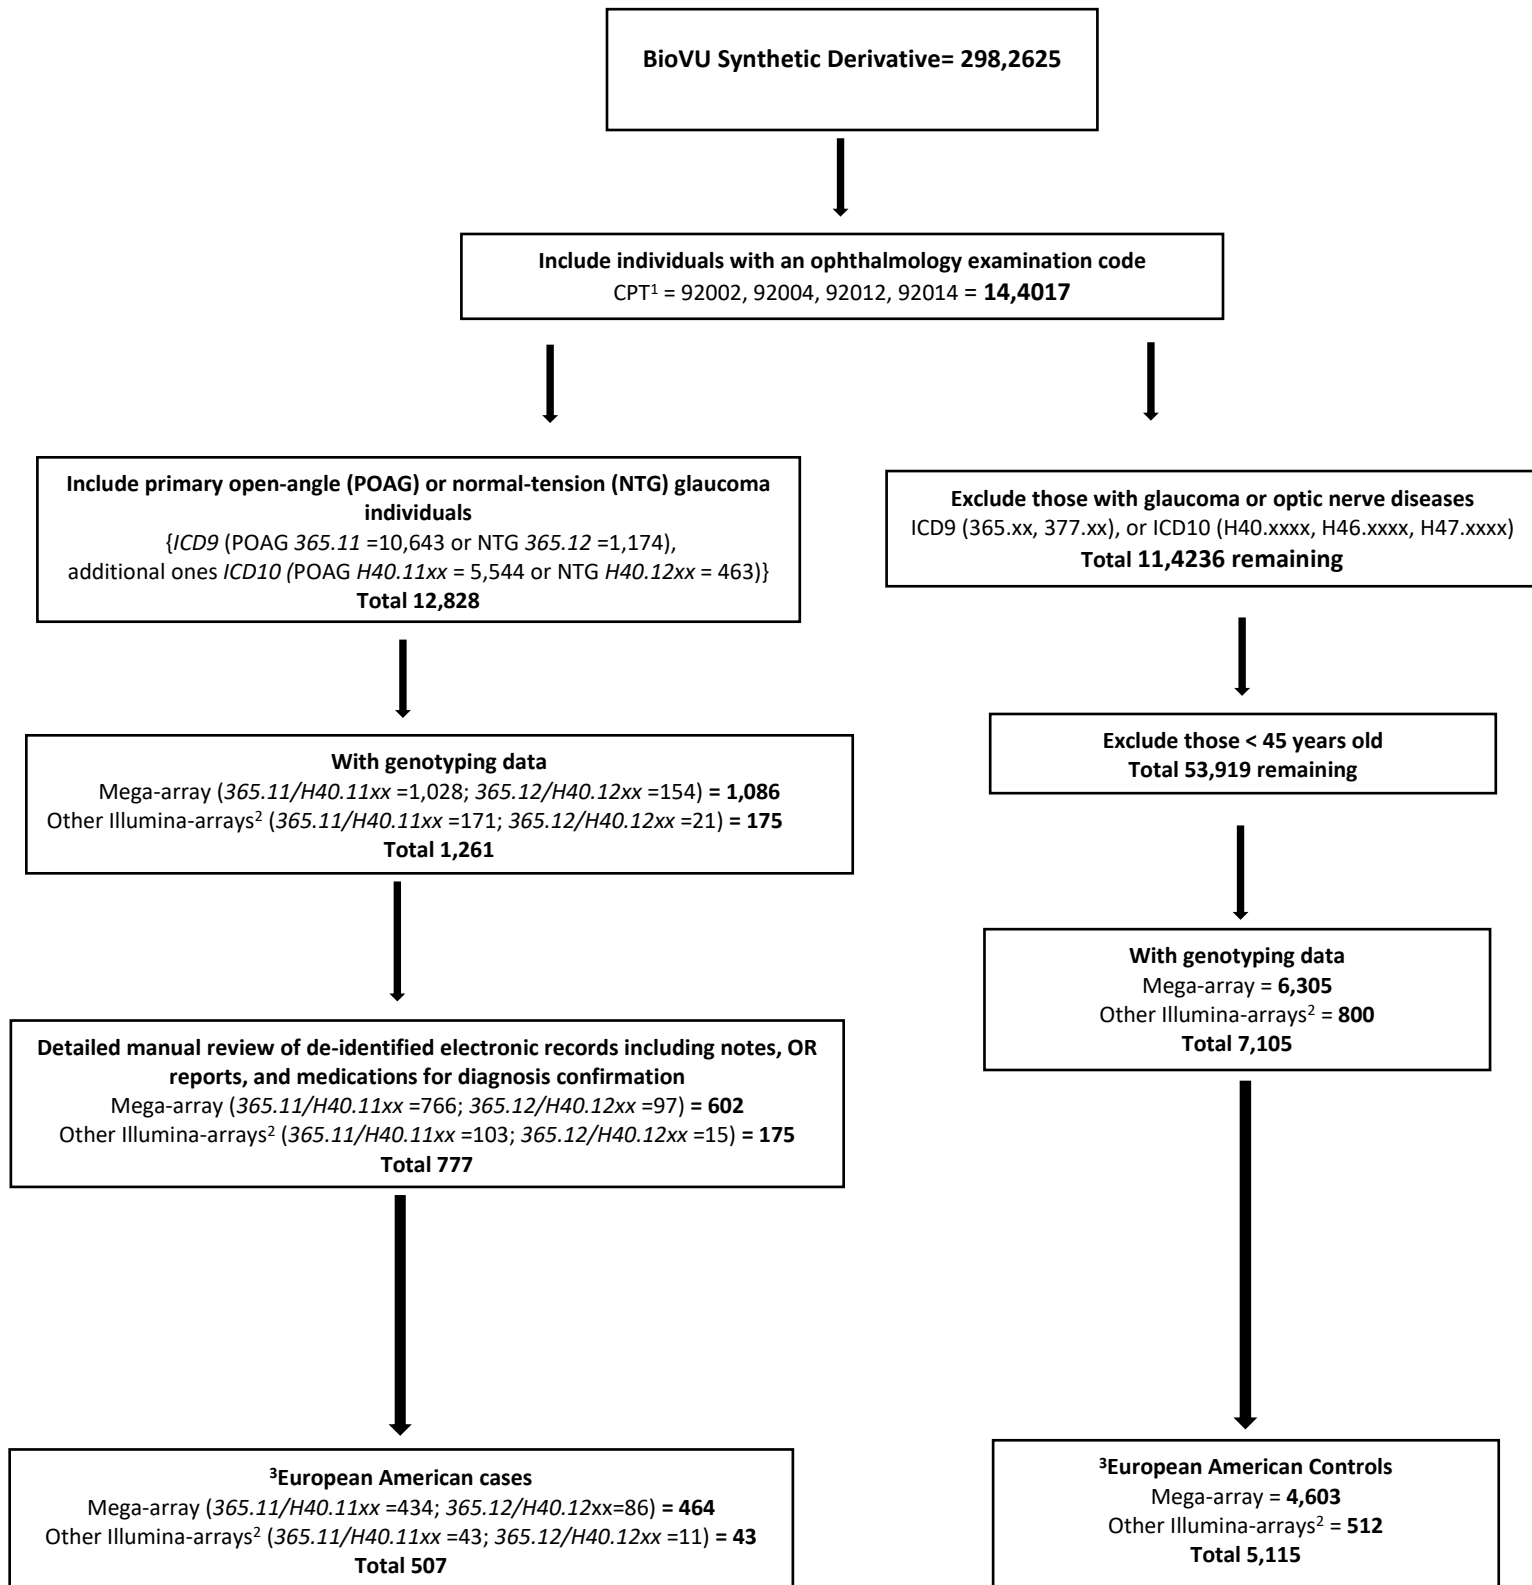 BioVU Synthetic Derivative= 298,2625
Include individuals with an ophthalmology examination code
CPT¹ = 92002, 92004, 92012, 92014 = 14,4017
Include primary open-angle (POAG) or normal-tension (NTG) glaucoma
individuals
{ICD9 (POAG 365.11 =10,643 or NTG 365.12 =1,174),
additional ones ICD10 (POAG H40.11xx = 5,544 or NTG H40.12xx = 463)}
Total 12,828
Exclude those with glaucoma or optic nerve diseases
ICD9 (365.xx, 377.xx), or ICD10 (H40.xxxx, H46.xxxx, H47.xxxx)
Total 11,4236 remaining
With genotyping data
Mega-array (365.11/H40.11xx =1,028; 365.12/H40.12xx =154) = 1,086
Other Illumina-arrays² (365.11/H40.11xx =171; 365.12/H40.12xx =21) = 175
Total 1,261
Exclude those < 45 years old
Total 53,919 remaining
With genotyping data
Mega-array = 6,305
Other Illumina-arrays² = 800
Total 7,105
Detailed manual review of de-identified electronic records including notes, OR
reports, and medications for diagnosis confirmation
Mega-array (365.11/H40.11xx =766; 365.12/H40.12xx =97) = 602
Other Illumina-arrays² (365.11/H40.11xx =103; 365.12/H40.12xx =15) = 175
Total 777
³European American cases
Mega-array (365.11/H40.11xx =434; 365.12/H40.12xx=86) = 464
Other Illumina-arrays² (365.11/H40.11xx =43; 365.12/H40.12xx =11) = 43
Total 507
³European American Controls
Mega-array = 4,603
Other Illumina-arrays² = 512
Total 5,115